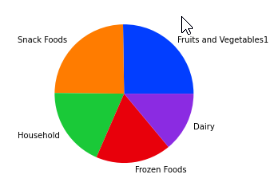 Snack Foods
Fruits and Vegetables1
Household
Dairy
Frozen Foods